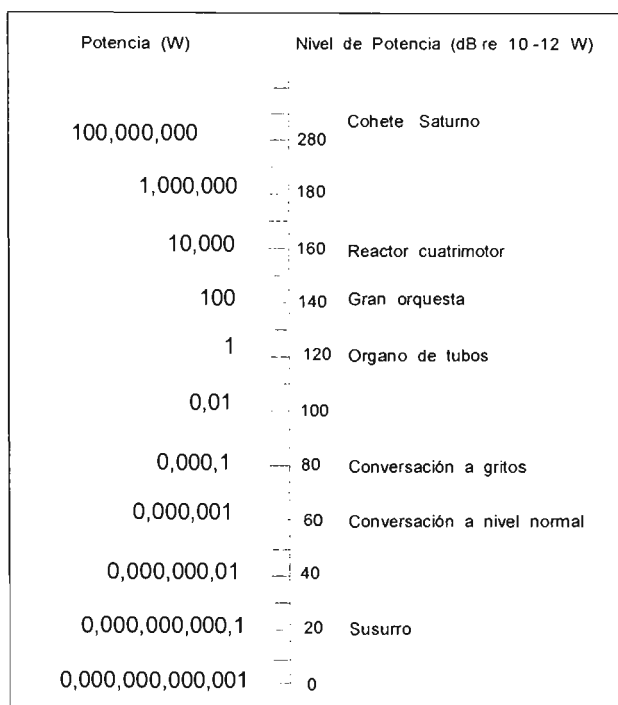 Potencia (W) Nivel de Potencia (dB re 10 -12 W)
Cohete Saturno
100,000,000 280
1,000,000 180
10,000 160 Reactor cuatrimotor
100 140 Gran orquesta
1 120 Organo de tubos
0,01 100
0,000,1 80 Conversación a gritos
0,000,001 60 Conversación a nivel normal
0,000,000,01 40
0,000,000,000,1 20 Susurro
0,000,000,000,001 0